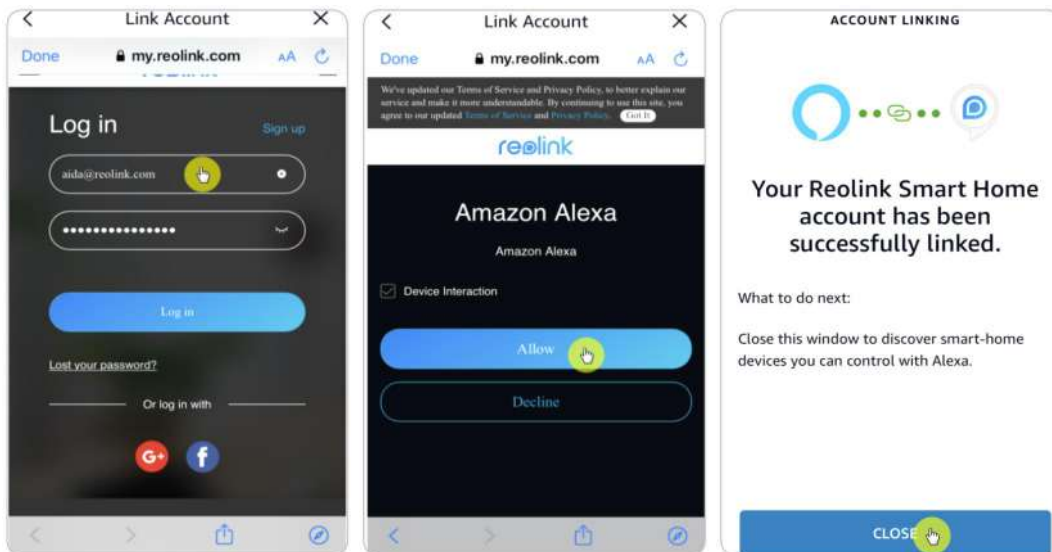 Link Account
Done
my.reolink.com
AA
Log in
Sign up
aida@reolink.com
•••••••••••••••
Log in
Lost your password?
Or log in with
G+
f
Link Account
Done
my.reolink.com
AA
We've updated our Terms of Service and Privacy Policy, to better explain our
service and make it more understandable. By continuing to use this site, you
agree to our updated Terms of Service and Privacy Policy. Got It
reolink
Amazon Alexa
Amazon Alexa
Device Interaction
Allow
Decline
ACCOUNT LINKING
Your Reolink Smart Home
account has been
successfully linked.
What to do next:
Close this window to discover smart-home
devices you can control with Alexa.
CLOSE